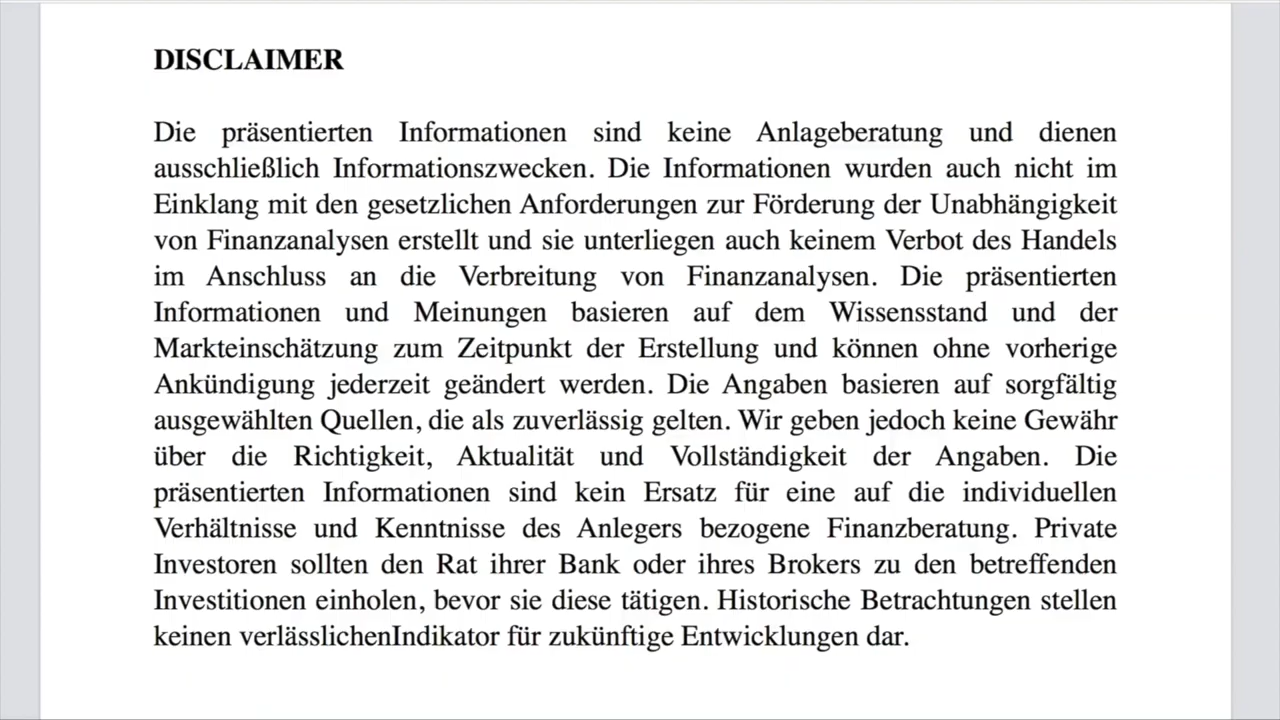 DISCLAIMER
Die präsentierten Informationen sind keine Anlageberatung und dienen
ausschließlich Informationszwecken. Die Informationen wurden auch nicht im
Einklang mit den gesetzlichen Anforderungen zur Förderung der Unabhängigkeit
von Finanzanalysen erstellt und sie unterliegen auch keinem Verbot des Handels
im Anschluss an die Verbreitung von Finanzanalysen. Die präsentierten
Informationen und Meinungen basieren auf dem Wissensstand und der
Markteinschätzung zum Zeitpunkt der Erstellung und können ohne vorherige
Ankündigung jederzeit geändert werden. Die Angaben basieren auf sorgfältig
ausgewählten Quellen, die als zuverlässig gelten. Wir geben jedoch keine Gewähr
über die Richtigkeit, Aktualität und Vollständigkeit der Angaben. Die
präsentierten Informationen sind kein Ersatz für eine auf die individuellen
Verhältnisse und Kenntnisse des Anlegers bezogene Finanzberatung. Private
Investoren sollten den Rat ihrer Bank oder ihres Brokers zu den betreffenden
Investitionen einholen, bevor sie diese tätigen. Historische Betrachtungen stellen
keinen verlässlichenIndikator für zukünftige Entwicklungen dar.